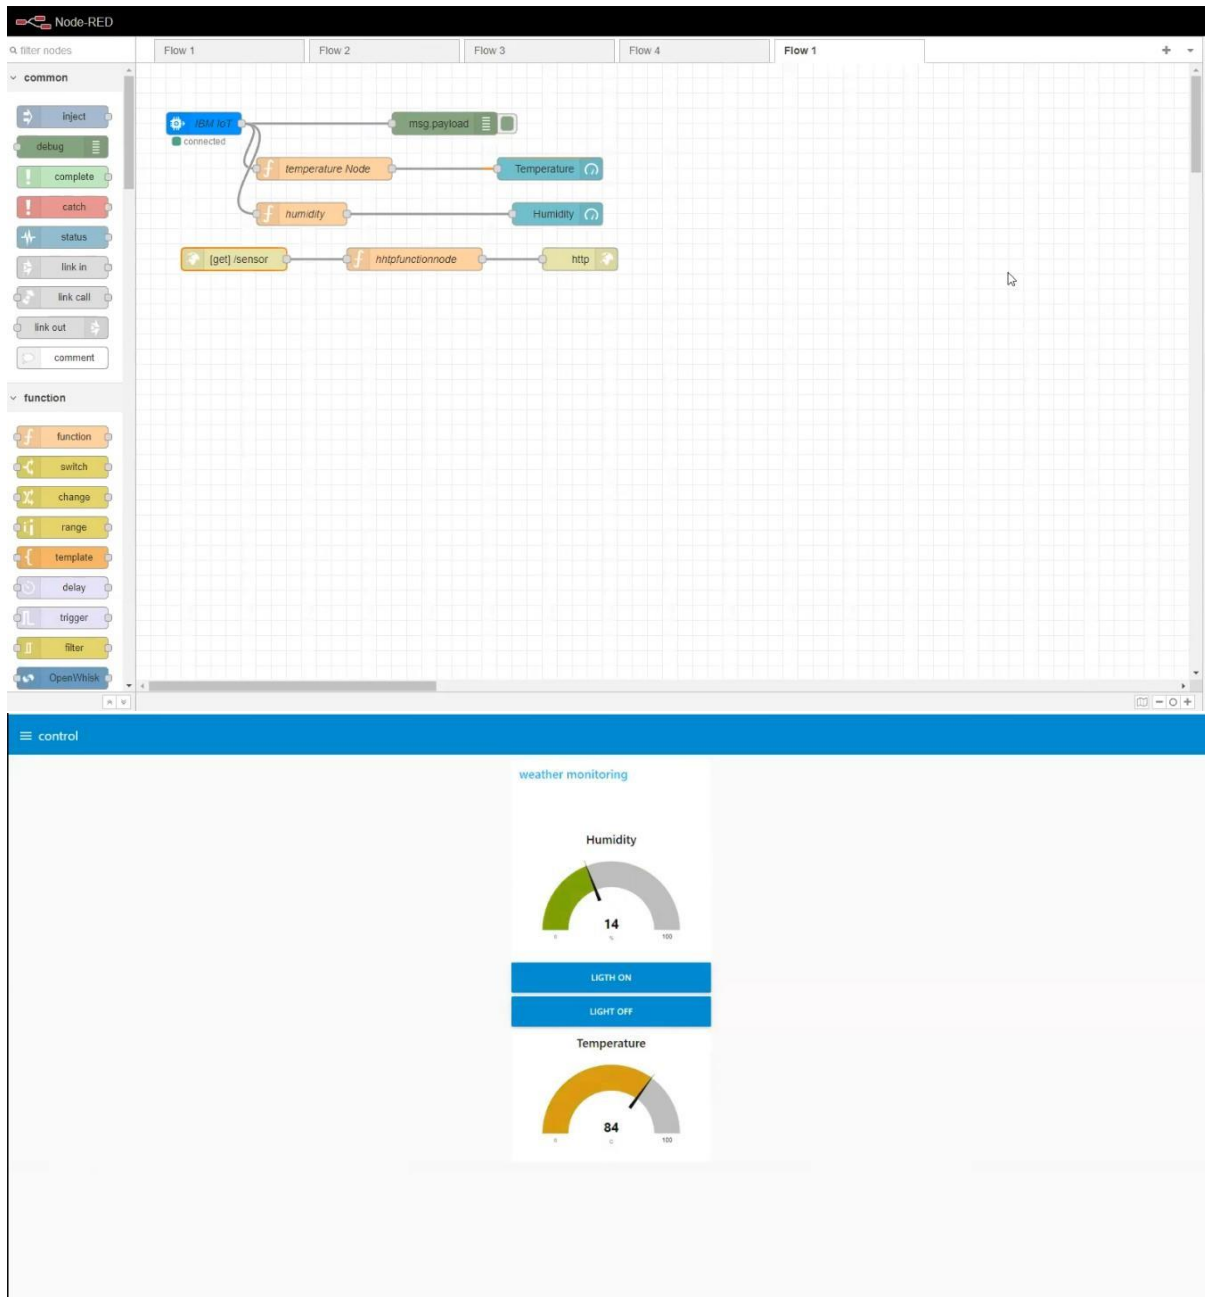 Node-RED
filter nodes
Flow 1
Flow 2
Flow 3
Flow 4
Flow 1
common
inject
debug
complete
catch
status
link in
link call
link out
comment
function
function
switch
change
range
template
delay
trigger
filter
OpenWhisk
IBM IoT
connected
msg.payload
temperature Node
Temperature
humidity
Humidity
[get] /sensor
hhtpfunctionnode
http
control
weather monitoring
Humidity
14
%
100
LIGTH ON
LIGHT OFF
Temperature
84
C
100